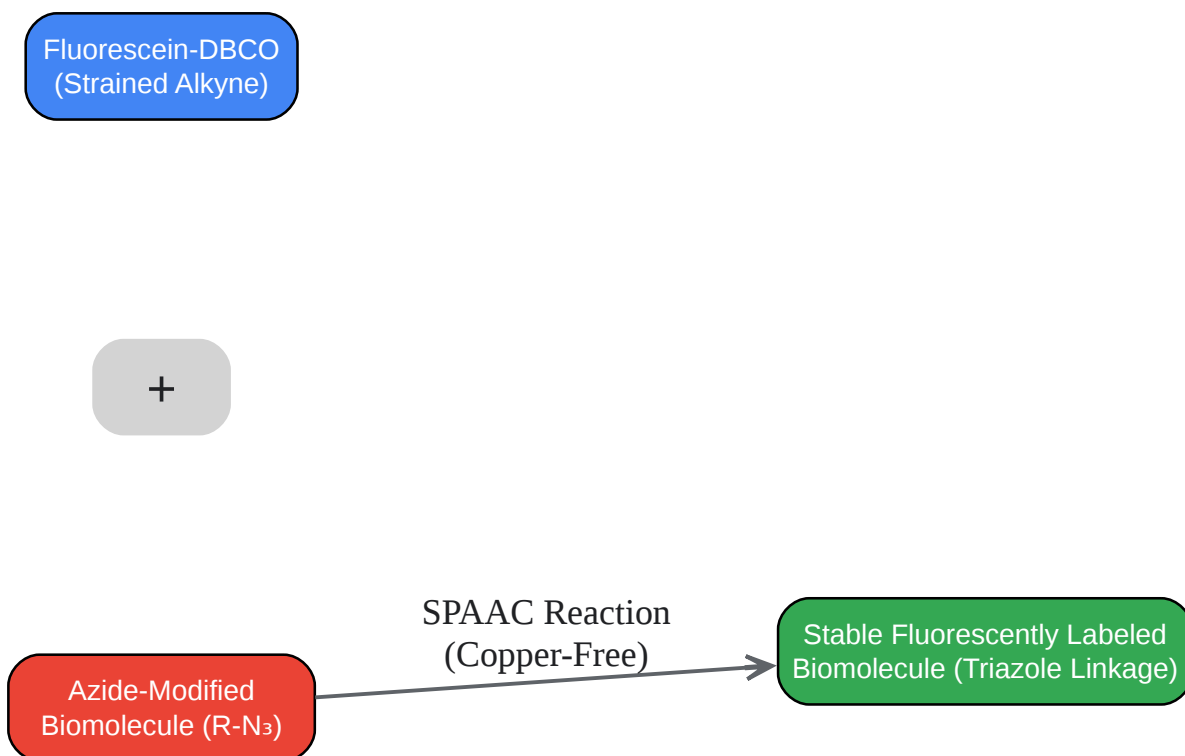 Fluorescein-DBCO
(Strained Alkyne)
+
SPAAC Reaction
(Copper-Free)
Stable Fluorescently Labeled
Biomolecule (Triazole Linkage)
Azide-Modified
Biomolecule (R-N₃)